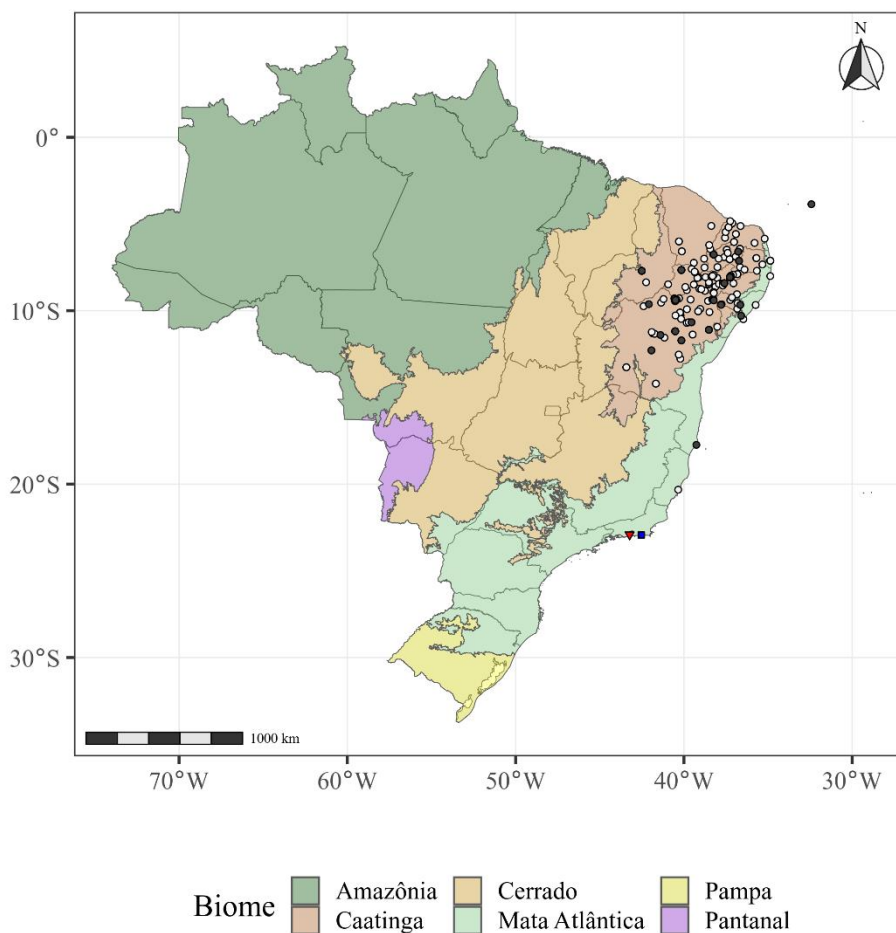 N
0°
10°S
20°S
30°S
1000 km
70°W 60°W 50°W 40°W 30°W
Biome
Amazônia Cerrado Pampa
Caatinga Mata Atlântica Pantanal